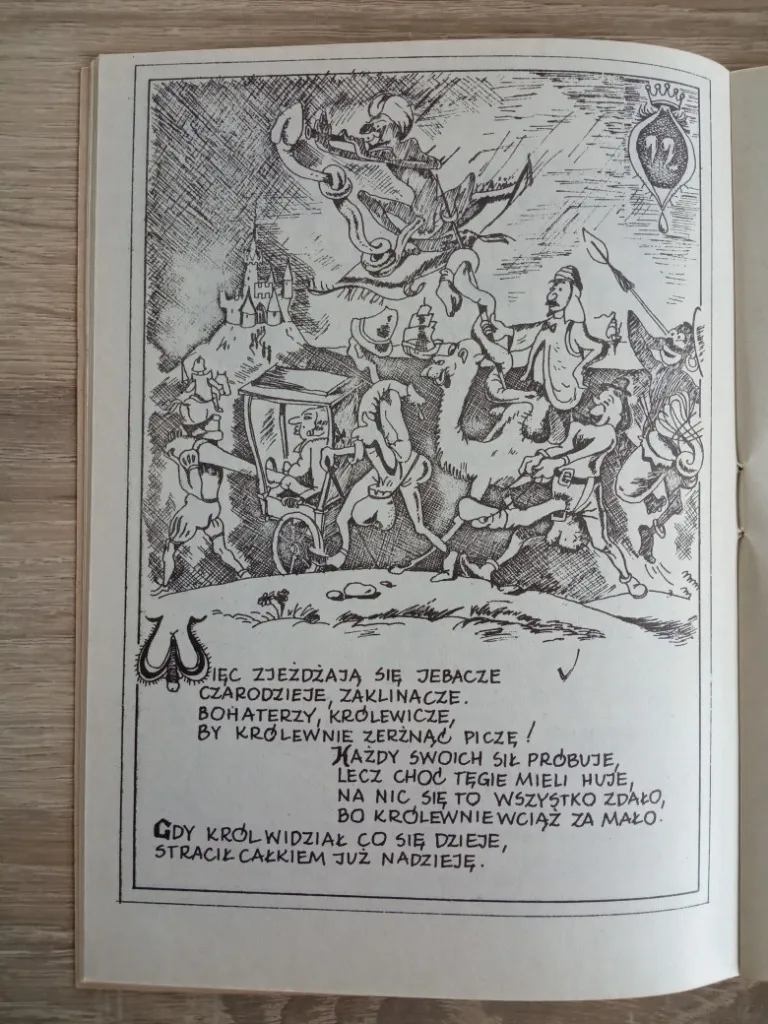 12
WIĘC ZJEŻDŻAJĄ SIĘ JEBACZE
CZARODZIEJE, ZAKLINACZE.
BOHATERZY, KRÓLEWICZE,
BY KRÓLEWNIE ZERŻNĄĆ PICZĘ!
KAŻDY SWOICH SIŁ PRÓBUJE,
LECZ CHOĆ TĘGIE MIELI HUJE,
NA NIC SIĘ TO WSZYSTKO ZDAŁO,
BO KRÓLEWNIE WCIĄŻ ZA MAŁO.
GDY KRÓL WIDZIAŁ CO SIĘ DZIEJE,
STRACIŁ CAŁKIEM JUŻ NADZIEJĘ.